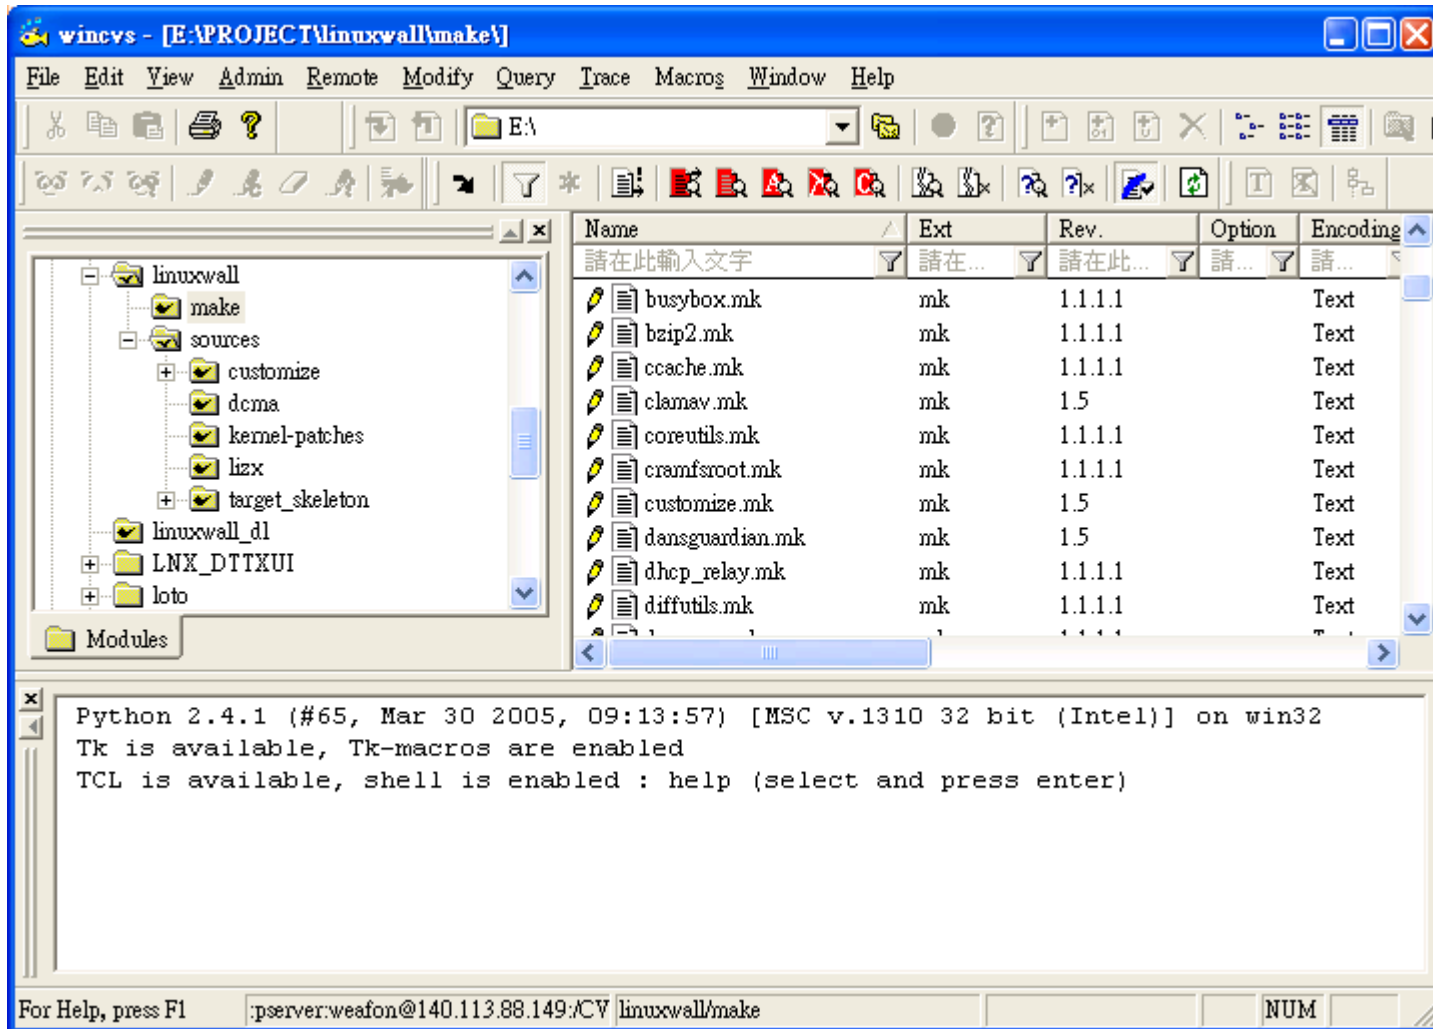 wincvs - [E:\PROJECT\linuxwall\make\]
File Edit View Admin Remote Modify Query Trace Macros Window Help
E:\
linuxwall
make
sources
customize
dcma
kernel-patches
lizx
target_skeleton
linuxwall_dl
LNX_DTTXUI
loto
Modules
Name Ext Rev. Option Encoding
請在此輸入文字 請在... 請在此... 請... 請...
busybox.mk mk 1.1.1.1 Text
bzip2.mk mk 1.1.1.1 Text
ccache.mk mk 1.1.1.1 Text
clamav.mk mk 1.5 Text
coreutils.mk mk 1.1.1.1 Text
cramfsroot.mk mk 1.1.1.1 Text
customize.mk mk 1.5 Text
dansguardian.mk mk 1.5 Text
dhcp_relay.mk mk 1.1.1.1 Text
diffutils.mk mk 1.1.1.1 Text
Python 2.4.1 (#65, Mar 30 2005, 09:13:57) [MSC v.1310 32 bit (Intel)] on win32
Tk is available, Tk-macros are enabled
TCL is available, shell is enabled : help (select and press enter)
For Help, press F1 :pserver:weafon@140.113.88.149:/CV linuxwall/make NUM